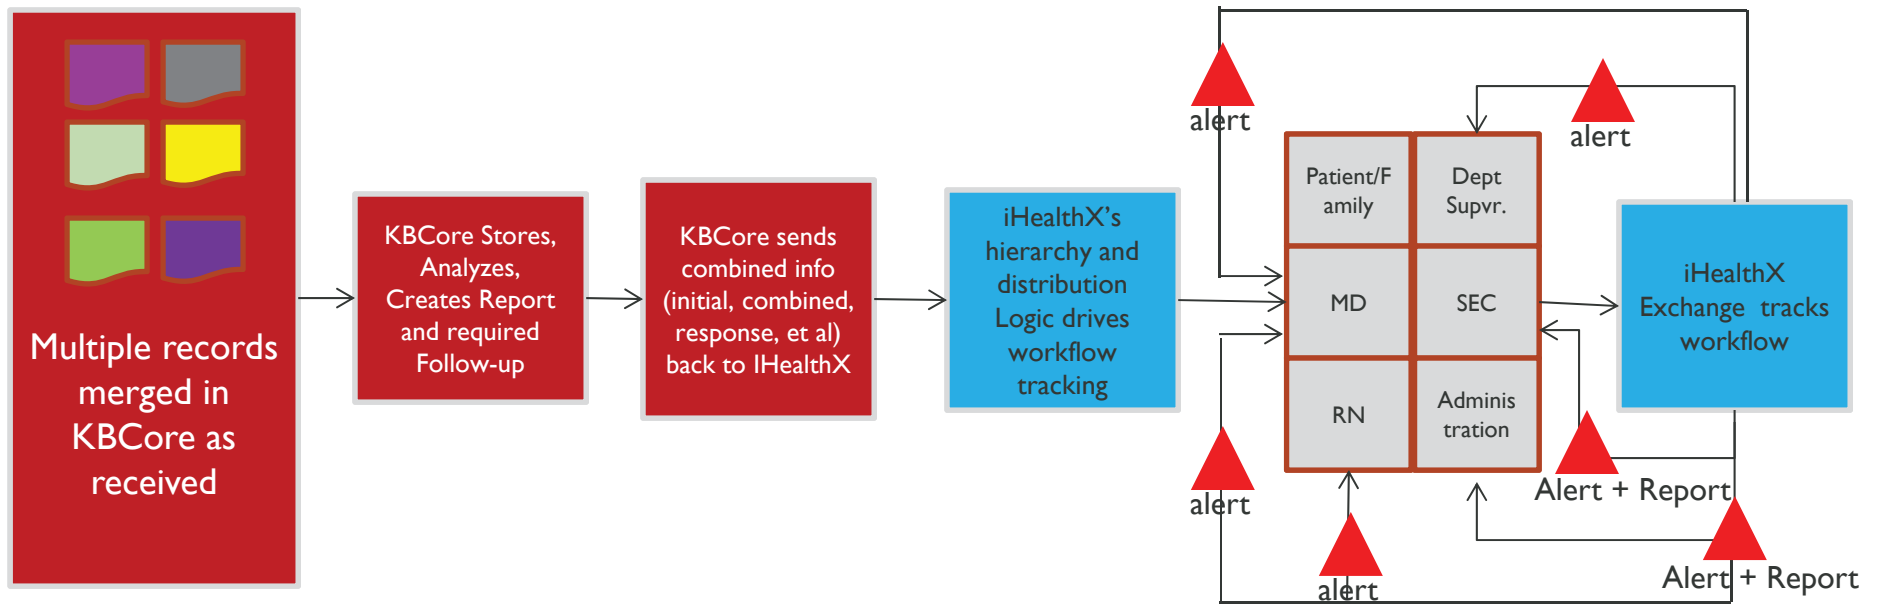 Multiple records
merged in
KBCore as
received
KBCore Stores,
Analyzes,
Creates Report
and required
Follow-up
KBCore sends
combined info
(initial, combined,
response, et al)
back to IHealthX
iHealthX’s
hierarchy and
distribution
Logic drives
workflow
tracking
alert
alert
Patient/F
amily
Dept
Supvr.
MD
SEC
RN
Adminis
tration
iHealthX
Exchange tracks
workflow
alert
alert
Alert + Report
Alert + Report